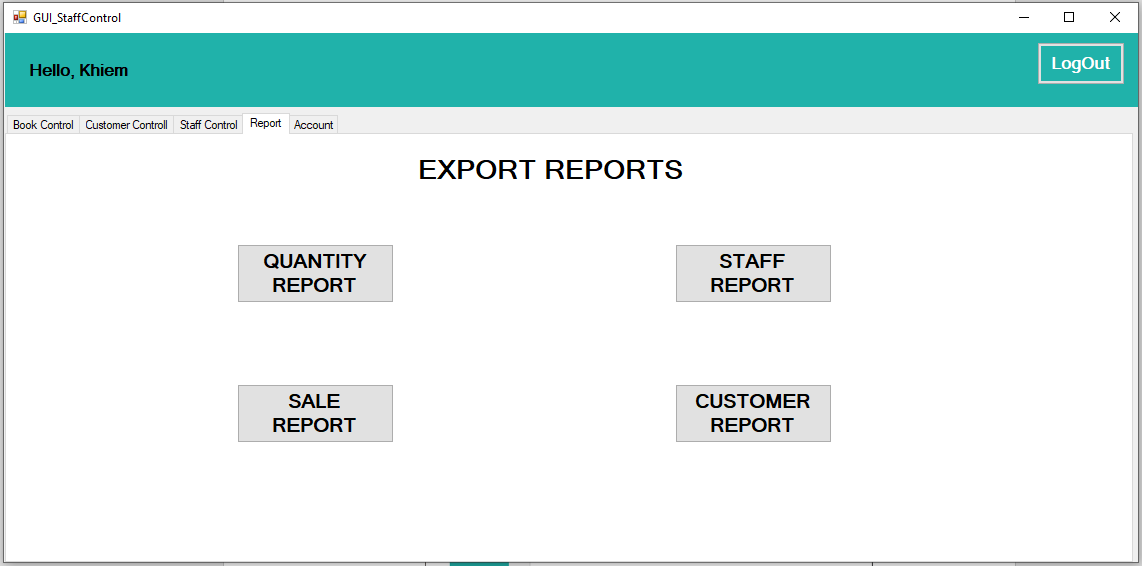 GUI_StaffControl
Hello, Khiem
LogOut
Book Control
Customer Controll
Staff Control
Report
Account
EXPORT REPORTS
QUANTITY
REPORT
STAFF
REPORT
SALE
REPORT
CUSTOMER
REPORT